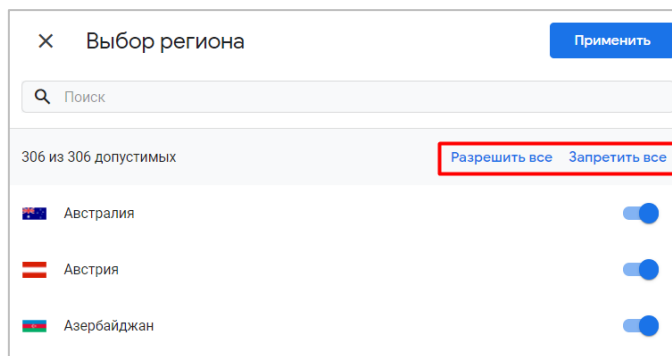 Выбор региона
Применить
Поиск
306 из 306 допустимых
Разрешить все Запретить все
Австралия
Австрия
Азербайджан